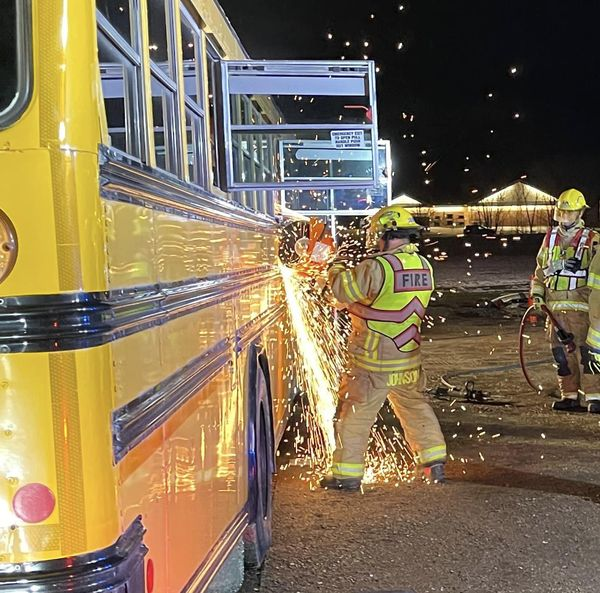 EMERGENCY EXIT
TO OPEN PULL
HANDLE PUSH
OUT WINDOW
FIRE
JOHNSON